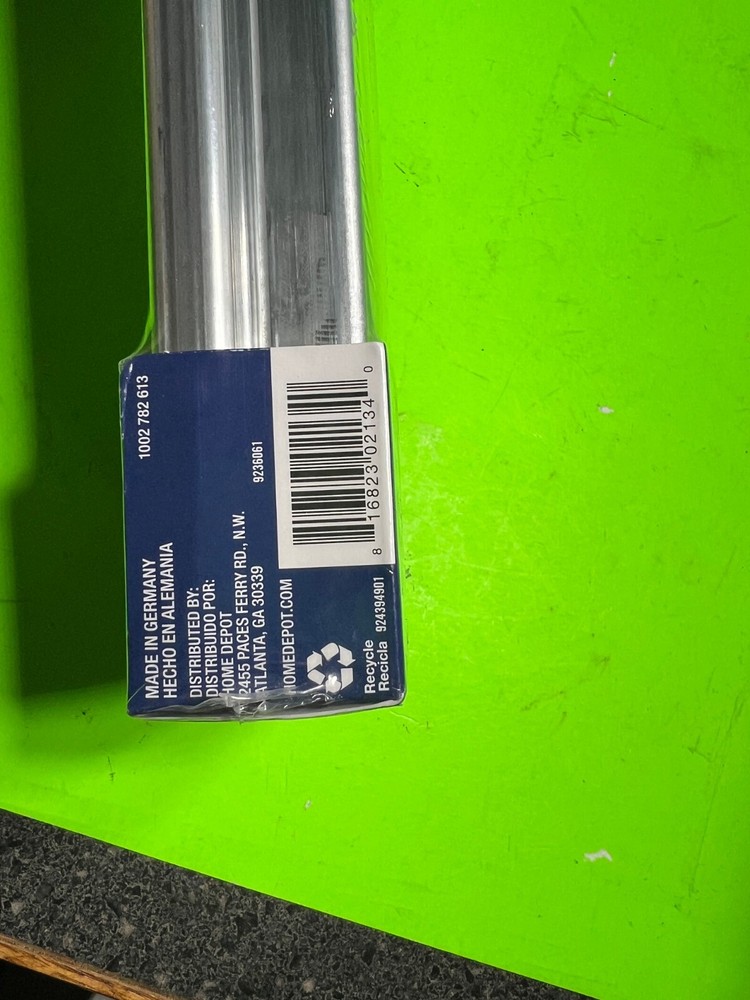 1002 782 613
MADE IN GERMANY
HECHO EN ALEMANIA
DISTRIBUTED BY:
DISTRIBUIDO POR:
HOME DEPOT
2455 PACES FERRY RD., N.W.
ATLANTA, GA 30339
HOMEDEPOT.COM
9236061
8 16823 02134 0
Recycle
Recicla 924394901